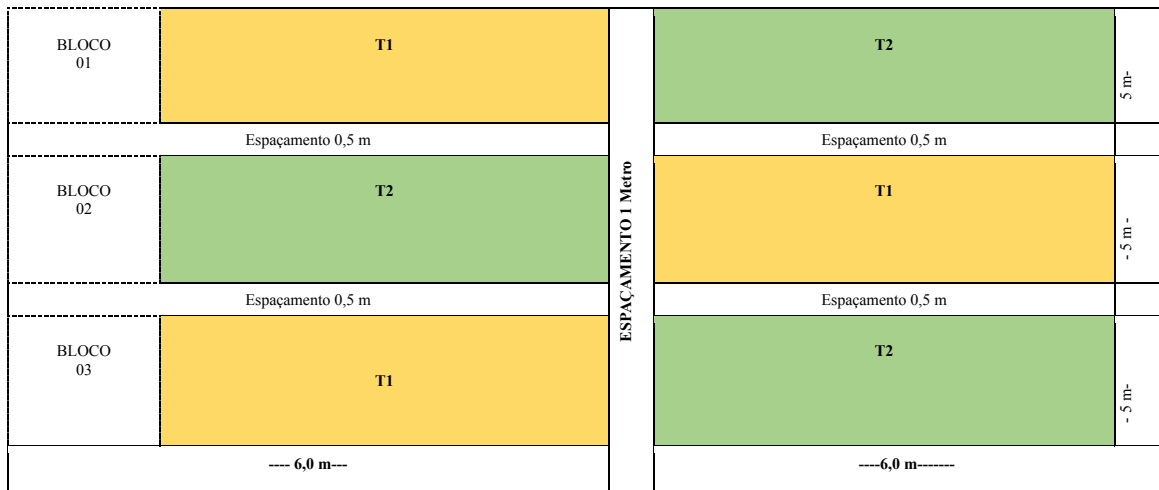 BLOCO
01
T1
T2
5 m-
Espaçamento 0,5 m
Espaçamento 0,5 m
BLOCO
02
T2
ESPAÇAMENTO 1 Metro
T1
- 5 m -
Espaçamento 0,5 m
Espaçamento 0,5 m
BLOCO
03
T1
T2
- 5 m-
---- 6,0 m---
----6,0 m-------